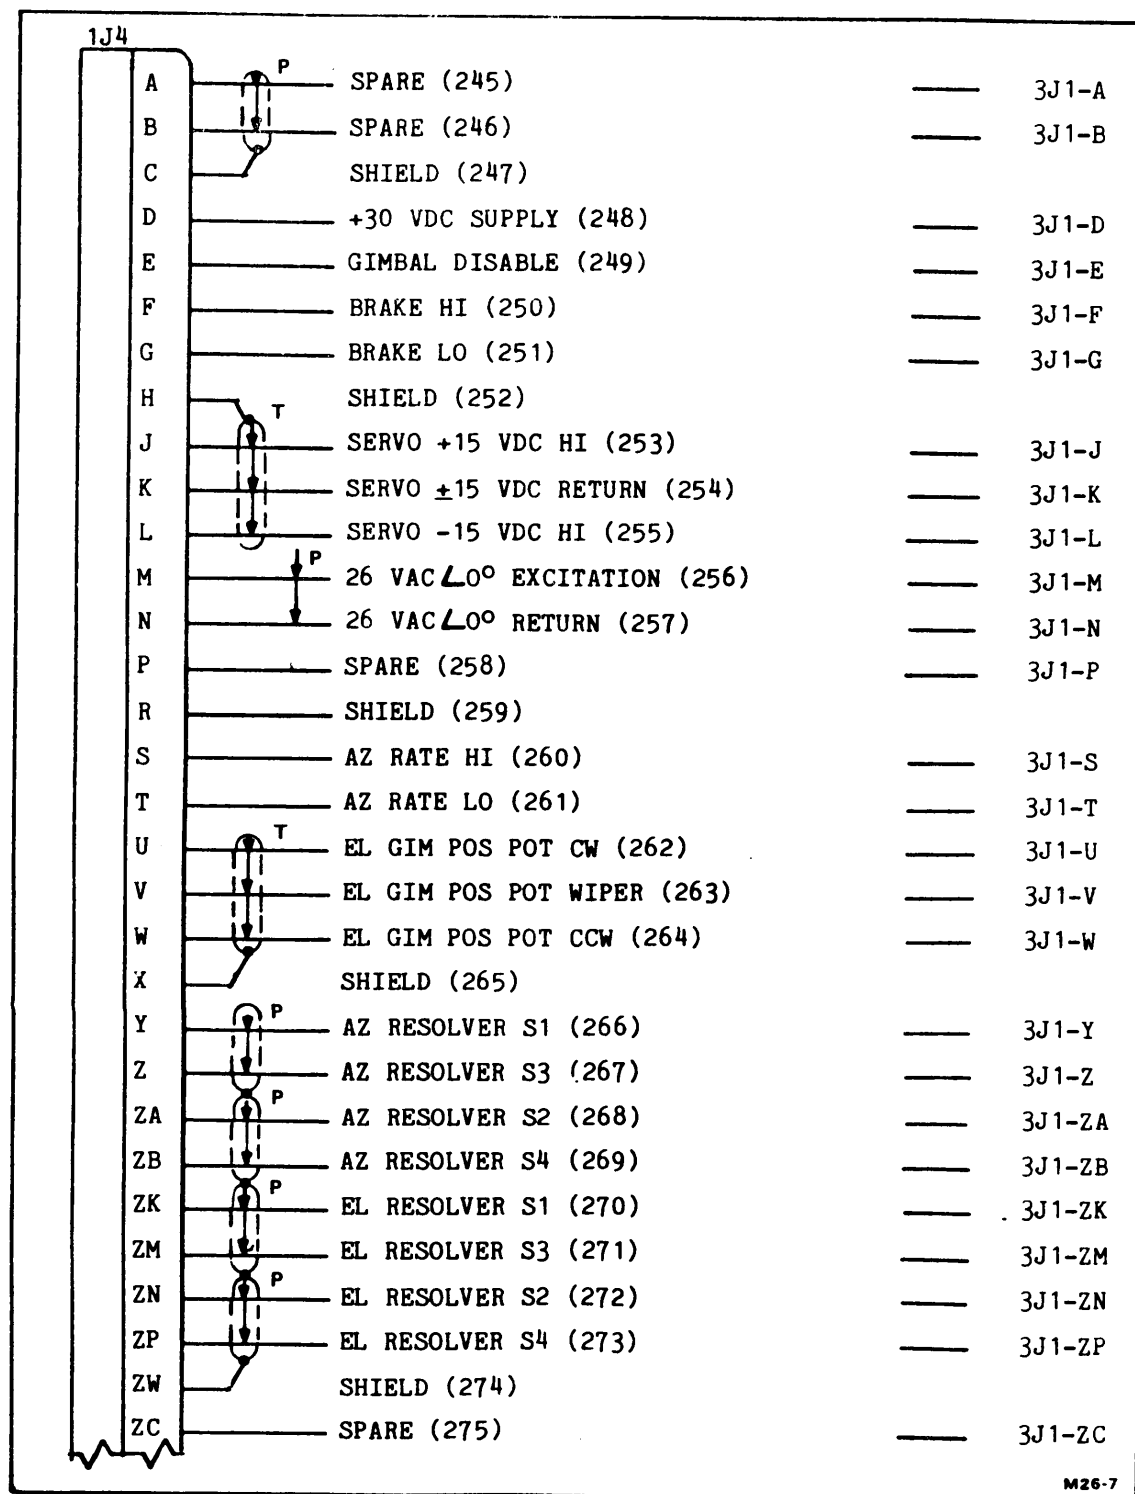 1J4
P
A SPARE (245) 3J1-A
B SPARE (246) 3J1-B
C SHIELD (247)
D +30 VDC SUPPLY (248) 3J1-D
E GIMBAL DISABLE (249) 3J1-E
F BRAKE HI (250) 3J1-F
G BRAKE LO (251) 3J1-G
H SHIELD (252)
T
J SERVO +15 VDC HI (253) 3J1-J
K SERVO ±15 VDC RETURN (254) 3J1-K
L SERVO -15 VDC HI (255) 3J1-L
P
M 26 VAC∠0° EXCITATION (256) 3J1-M
N 26 VAC∠0° RETURN (257) 3J1-N
P SPARE (258) 3J1-P
R SHIELD (259)
S AZ RATE HI (260) 3J1-S
T AZ RATE LO (261) 3J1-T
T
U EL GIM POS POT CW (262) 3J1-U
V EL GIM POS POT WIPER (263) 3J1-V
W EL GIM POS POT CCW (264) 3J1-W
X SHIELD (265)
P
Y AZ RESOLVER S1 (266) 3J1-Y
Z AZ RESOLVER S3 (267) 3J1-Z
P
ZA AZ RESOLVER S2 (268) 3J1-ZA
ZB AZ RESOLVER S4 (269) 3J1-ZB
P
ZK EL RESOLVER S1 (270) 3J1-ZK
ZM EL RESOLVER S3 (271) 3J1-ZM
P
ZN EL RESOLVER S2 (272) 3J1-ZN
ZP EL RESOLVER S4 (273) 3J1-ZP
ZW SHIELD (274)
ZC SPARE (275) 3J1-ZC
M26-7